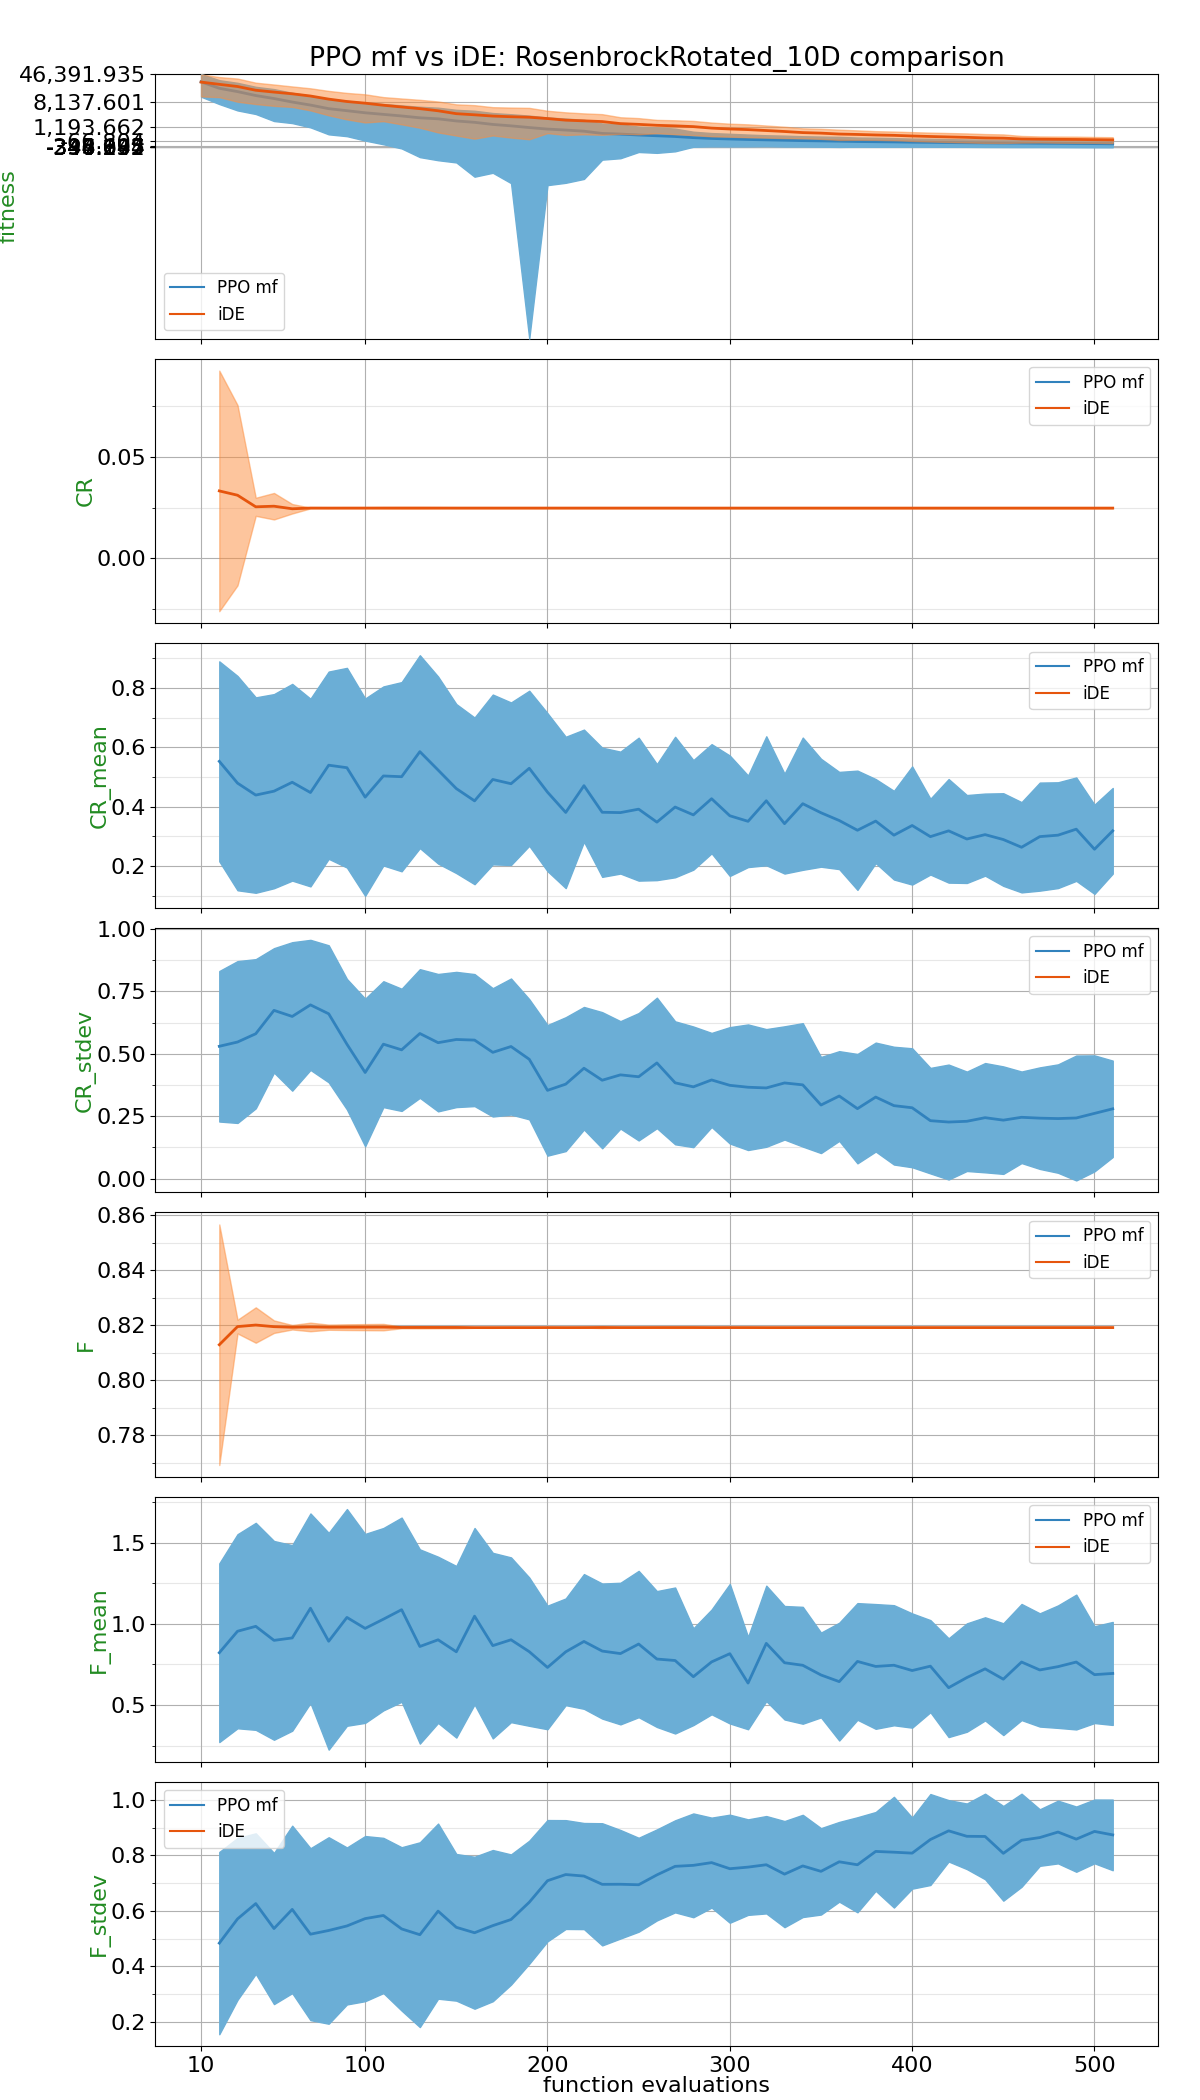 PPO mf vs iDE: RosenbrockRotated_10D comparison
46,391.935
8,137.601
1,193.662
fitness
PPO mf
iDE
PPO mf
iDE
0.05
0.00
CR
PPO mf
iDE
0.8
0.6
0.4
0.2
CR_mean
1.00
PPO mf
iDE
0.75
0.50
0.25
0.00
CR_stdev
0.86
PPO mf
iDE
0.84
0.82
0.80
0.78
F
PPO mf
iDE
1.5
1.0
0.5
F_mean
1.0
PPO mf
iDE
0.8
0.6
0.4
0.2
F_stdev
10 100 200 300 400 500
function evaluations